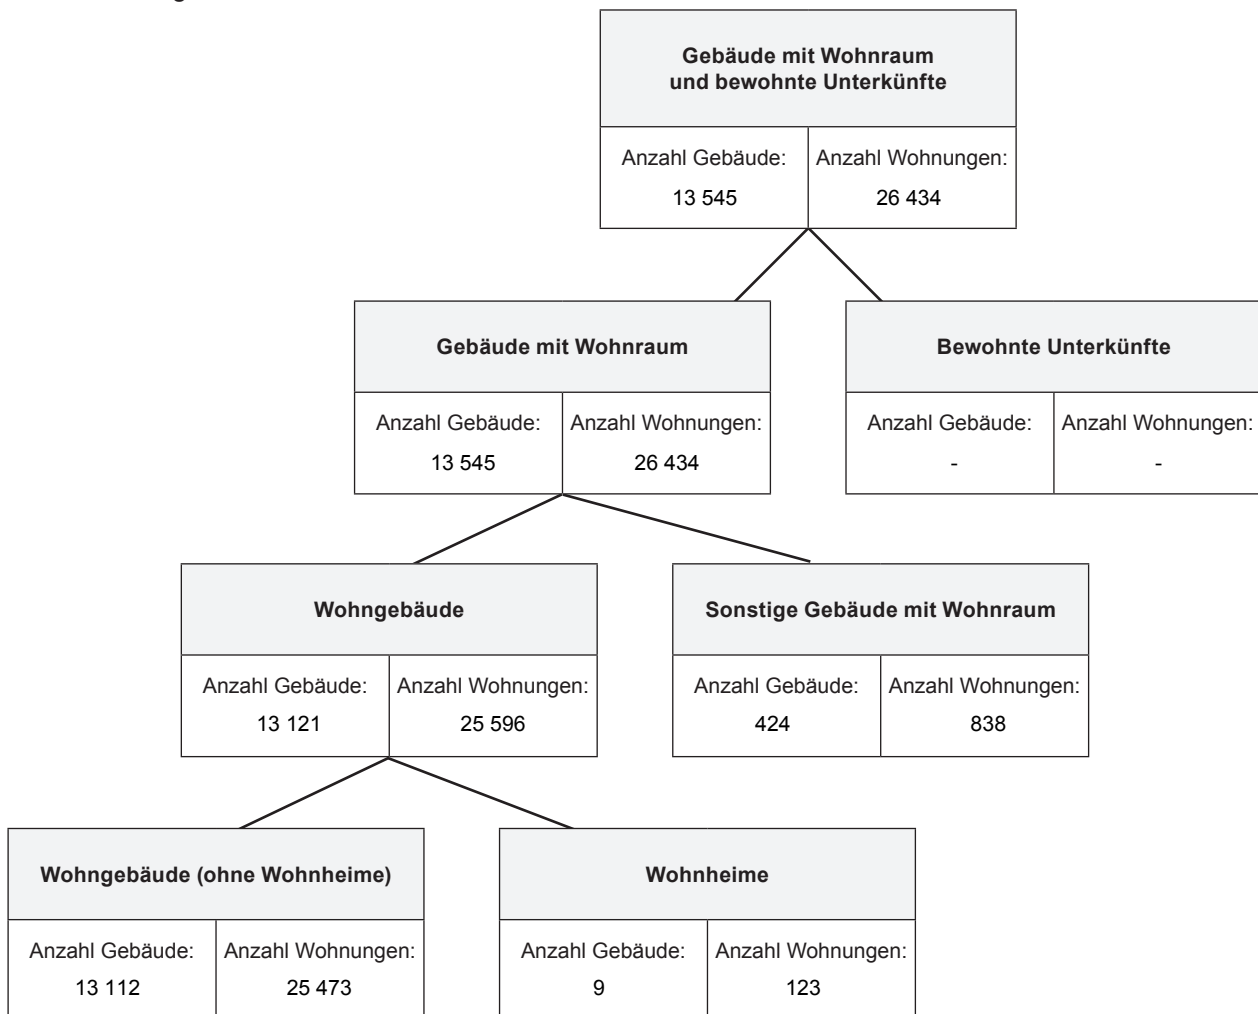 Gebäude mit Wohnraum
und bewohnte Unterkünfte
Anzahl Gebäude: Anzahl Wohnungen:
13 545 26 434
Gebäude mit Wohnraum
Anzahl Gebäude: Anzahl Wohnungen:
13 545 26 434
Bewohnte Unterkünfte
Anzahl Gebäude: Anzahl Wohnungen:
- -
Wohngebäude
Anzahl Gebäude: Anzahl Wohnungen:
13 121 25 596
Sonstige Gebäude mit Wohnraum
Anzahl Gebäude: Anzahl Wohnungen:
424 838
Wohngebäude (ohne Wohnheime)
Anzahl Gebäude: Anzahl Wohnungen:
13 112 25 473
Wohnheime
Anzahl Gebäude: Anzahl Wohnungen:
9 123